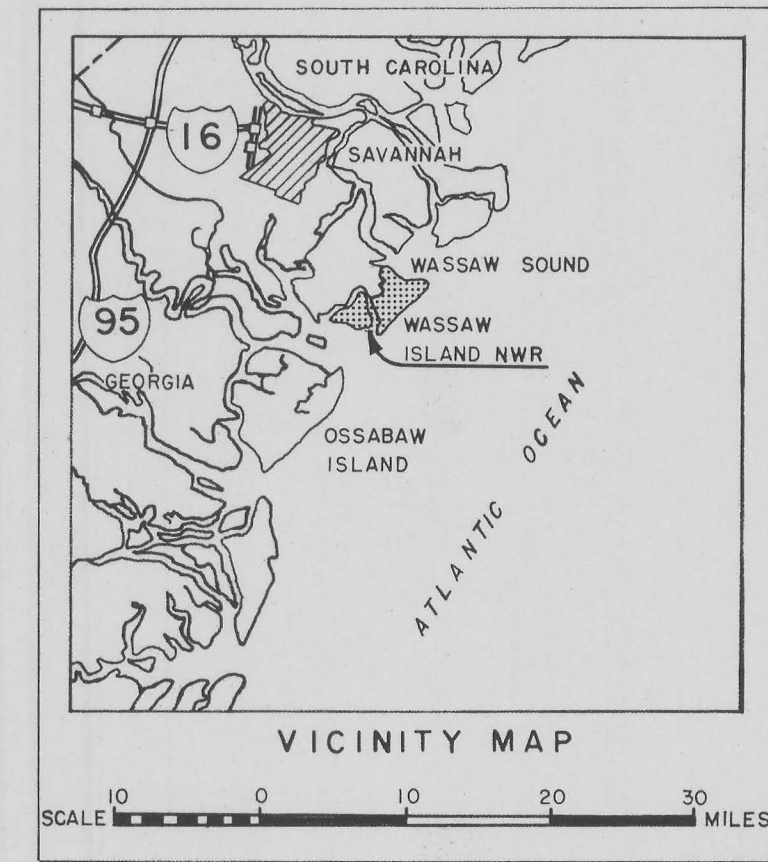 SOUTH CAROLINA
16
SAVANNAH
WASSAW SOUND
95
WASSAW
ISLAND NWR
GEORGIA
OSSABAW
ISLAND
ATLANTIC OCEAN
VICINITY MAP
10 0 10 20 30
SCALE MILES